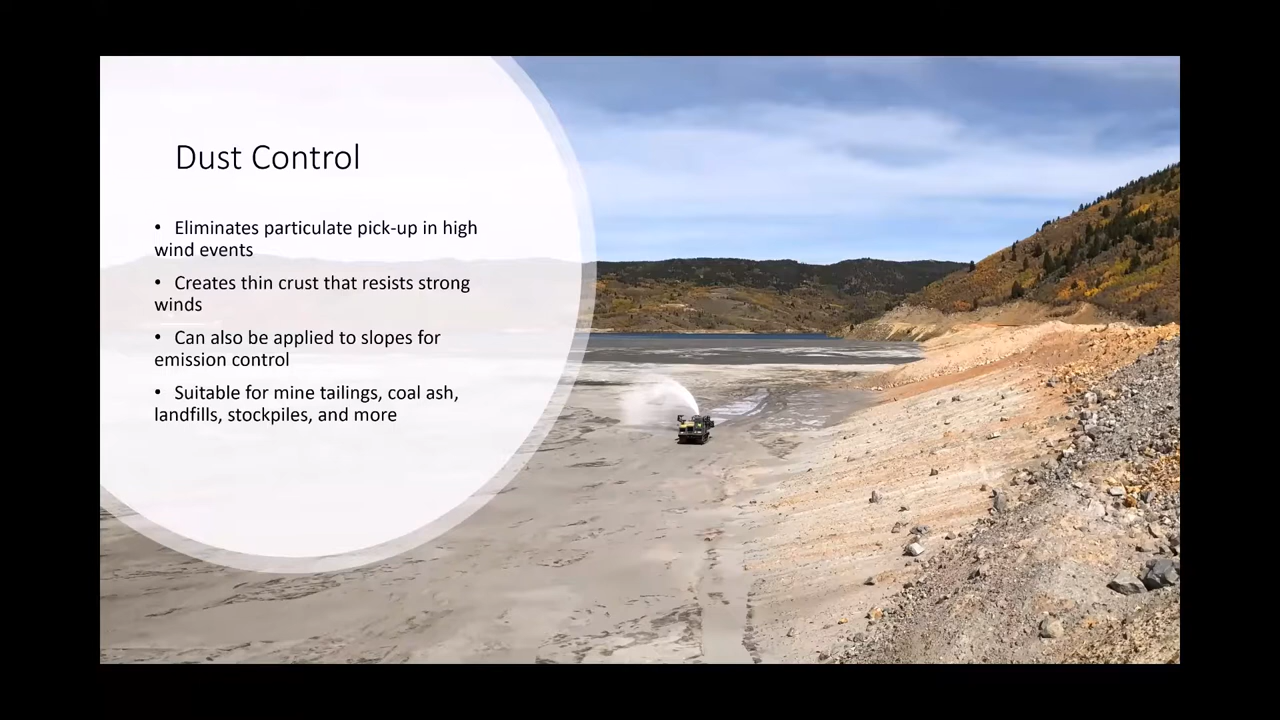 Dust Control
• Eliminates particulate pick-up in high
wind events
• Creates thin crust that resists strong
winds
• Can also be applied to slopes for
emission control
• Suitable for mine tailings, coal ash,
landfills, stockpiles, and more